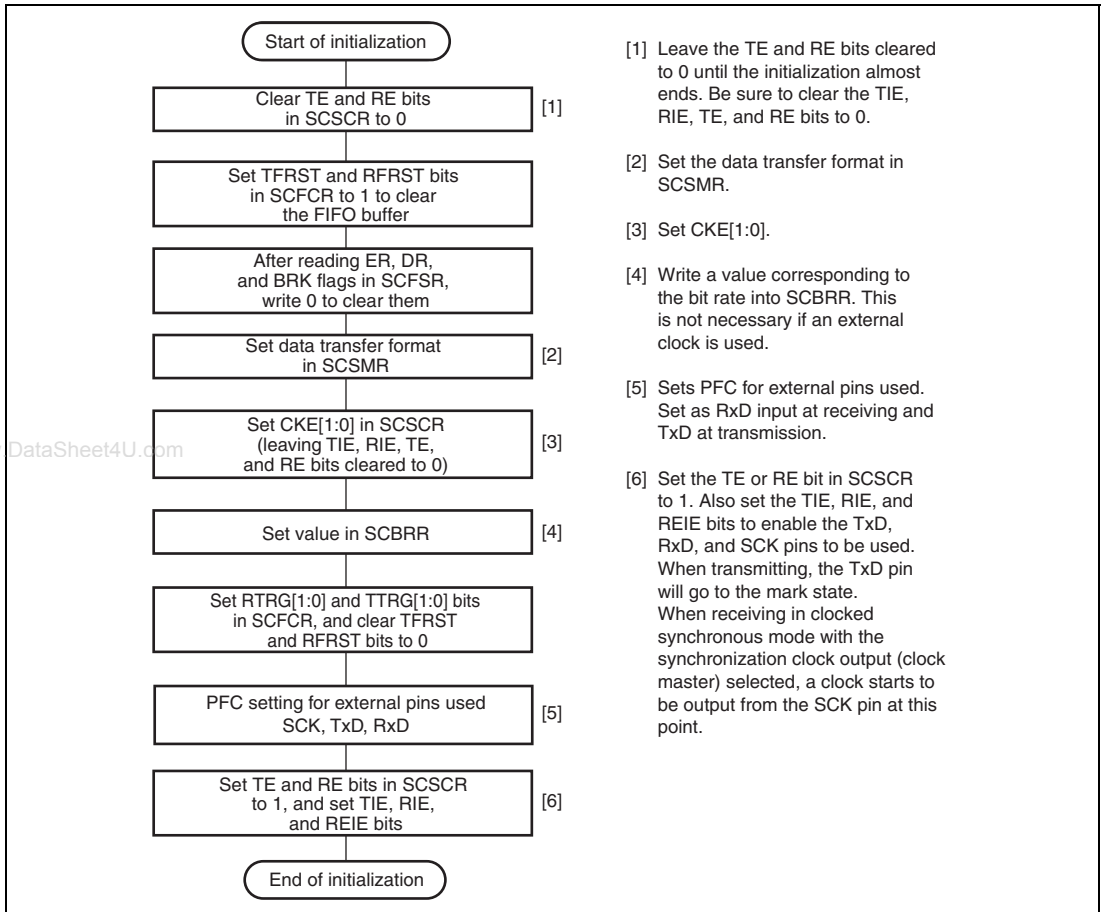 Start of initialization
Clear TE and RE bits
in SCSCR to 0
[1]
Set TFRST and RFRST bits
in SCFCR to 1 to clear
the FIFO buffer
After reading ER, DR,
and BRK flags in SCFSR,
write 0 to clear them
Set data transfer format
in SCSMR
[2]
Set CKE[1:0] in SCSCR
(leaving TIE, RIE, TE,
and RE bits cleared to 0)
[3]
Set value in SCBRR
[4]
Set RTRG[1:0] and TTRG[1:0] bits
in SCFCR, and clear TFRST
and RFRST bits to 0
PFC setting for external pins used
SCK, TxD, RxD
[5]
Set TE and RE bits in SCSCR
to 1, and set TIE, RIE,
and REIE bits
[6]
End of initialization
[1] Leave the TE and RE bits cleared
to 0 until the initialization almost
ends. Be sure to clear the TIE,
RIE, TE, and RE bits to 0.
[2] Set the data transfer format in
SCSMR.
[3] Set CKE[1:0].
[4] Write a value corresponding to
the bit rate into SCBRR. This
is not necessary if an external
clock is used.
[5] Sets PFC for external pins used.
Set as RxD input at receiving and
TxD at transmission.
[6] Set the TE or RE bit in SCSCR
to 1. Also set the TIE, RIE, and
REIE bits to enable the TxD,
RxD, and SCK pins to be used.
When transmitting, the TxD pin
will go to the mark state.
When receiving in clocked
synchronous mode with the
synchronization clock output (clock
master) selected, a clock starts to
be output from the SCK pin at this
point.
.DataSheet4U.com